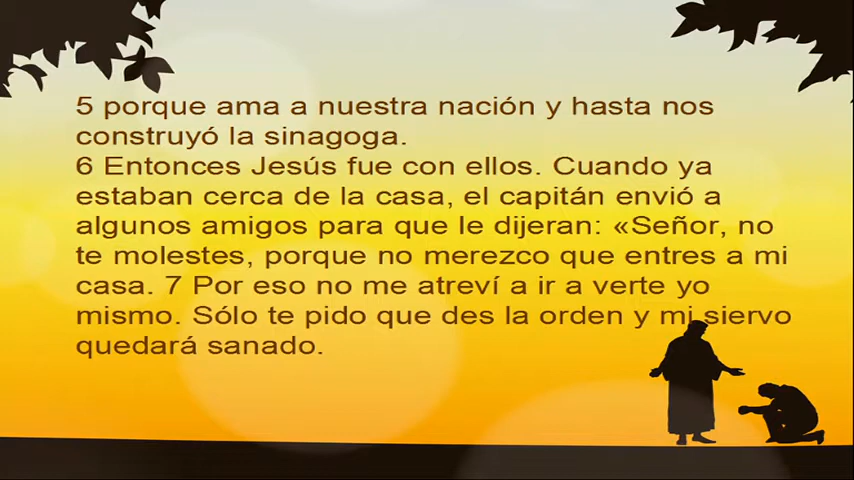 5 porque ama a nuestra nación y hasta nos
construyó la sinagoga.
6 Entonces Jesús fue con ellos. Cuando ya
estaban cerca de la casa, el capitán envió a
algunos amigos para que le dijeran: «Señor, no
te molestes, porque no merezco que entres a mi
casa. 7 Por eso no me atreví a ir a verte yo
mismo. Sólo te pido que des la orden y mi siervo
quedará sanado.